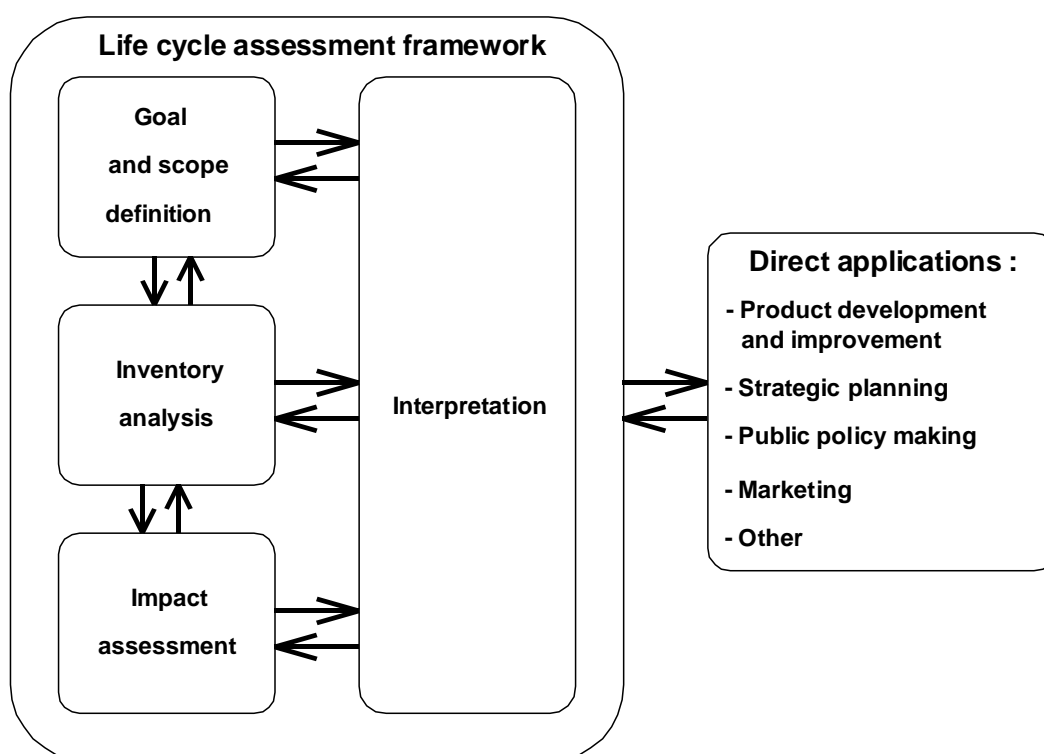 Life cycle assessment framework
Goal
and scope
definition
Inventory
analysis
Impact
assessment
Interpretation
Direct applications :
- Product development
and improvement
- Strategic planning
- Public policy making
- Marketing
- Other